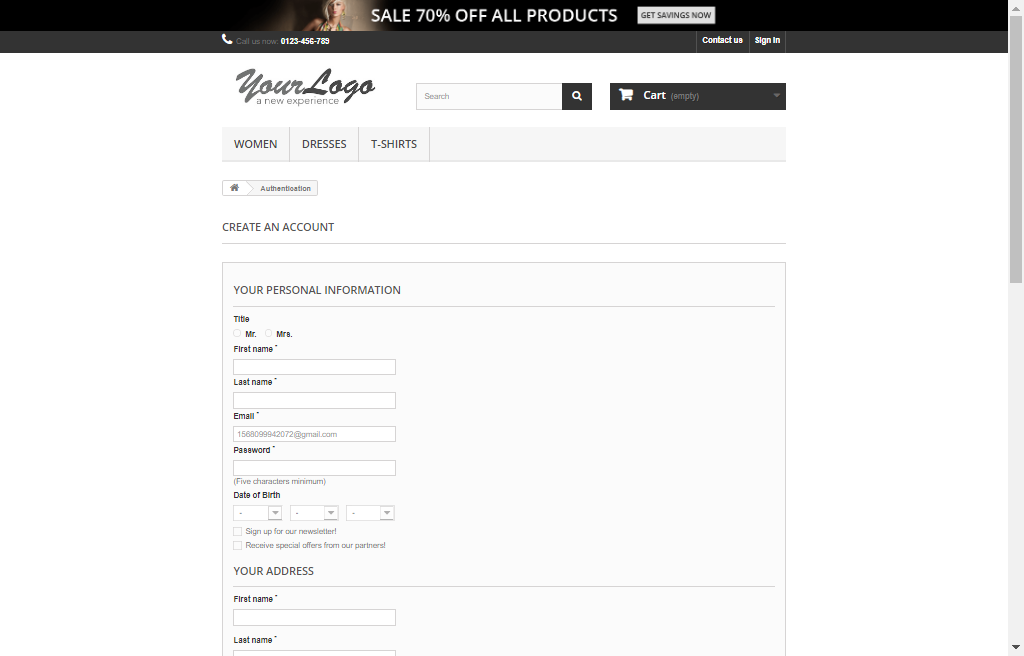 SALE 70% OFF ALL PRODUCTS GET SAVINGS NOW
Call us now: 0123-456-789 Contact us Sign in
YourLogo
a new experience
Search
Cart (empty)
WOMEN DRESSES T-SHIRTS
Authentication
CREATE AN ACCOUNT
YOUR PERSONAL INFORMATION
Title
Mr. Mrs.
First name *
Last name *
Email *
1568099942072@gmail.com
Password *
(Five characters minimum)
Date of Birth
- - -
Sign up for our newsletter!
Receive special offers from our partners!
YOUR ADDRESS
First name *
Last name *